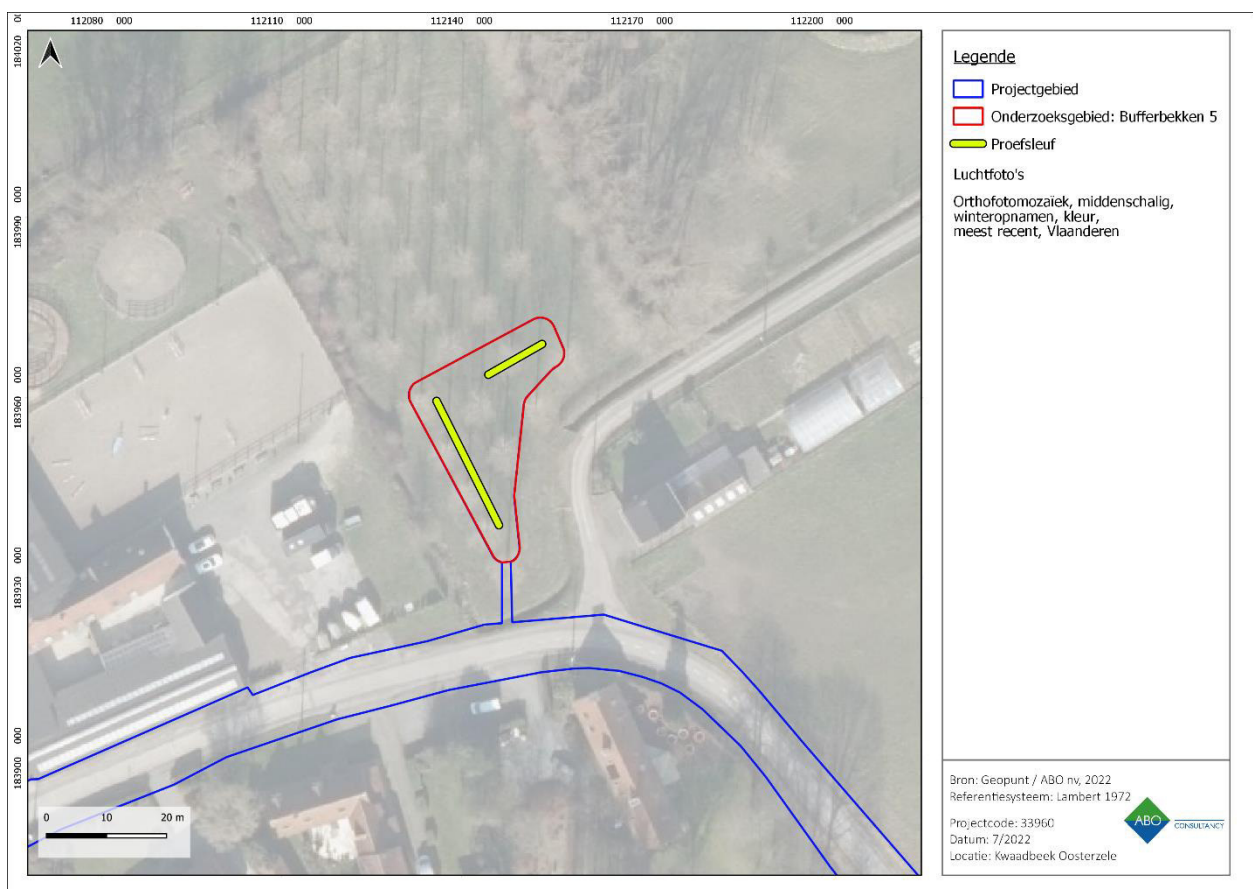 112080 000 112110 000 112140 000 112170 000 112200 000
184020
183990 000
183960 000
183930 000
183900 000
0 10 20 m
Legende
Projectgebied
Onderzoeksgebied: Bufferbekken 5
Proefsleuf
Luchtfoto's
Orthofotomozaïek, middenschalig,
winteropnamen, kleur,
meest recent, Vlaanderen
Bron: Geopunt / ABO nv, 2022
Referentiesysteem: Lambert 1972
Projectcode: 33960
Datum: 7/2022
Locatie: Kwaadbeek Oosterzele
ABO CONSULTANCY